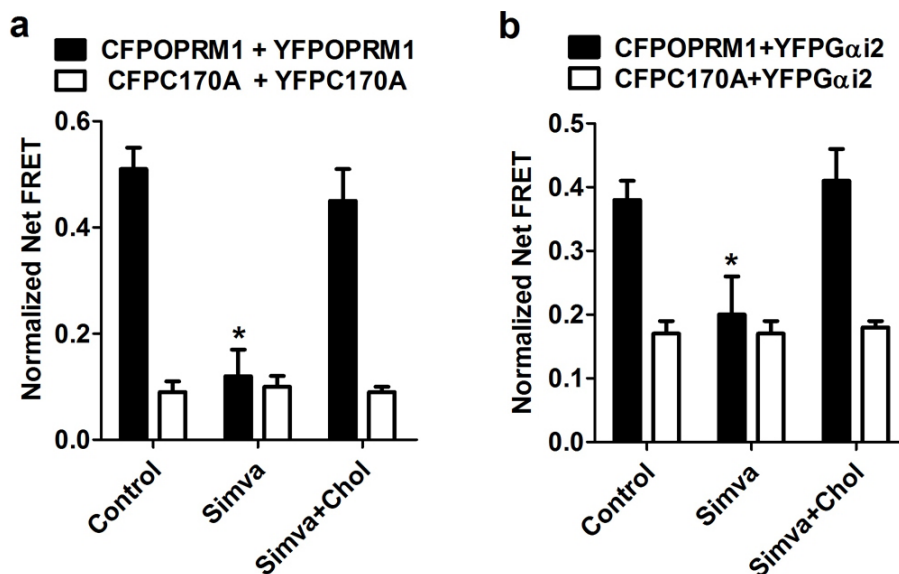 a
CFPOPRM1 + YFPOPRM1
CFPC170A + YFPC170A
Normalized Net FRET
0.6
0.4
0.2
0.0
*
Control
Simva
Simva+Chol
b
CFPOPRM1+YFPGαi2
CFPC170A+YFPGαi2
Normalized Net FRET
0.5
0.4
0.3
0.2
0.1
0.0
*
Control
Simva
Simva+Chol